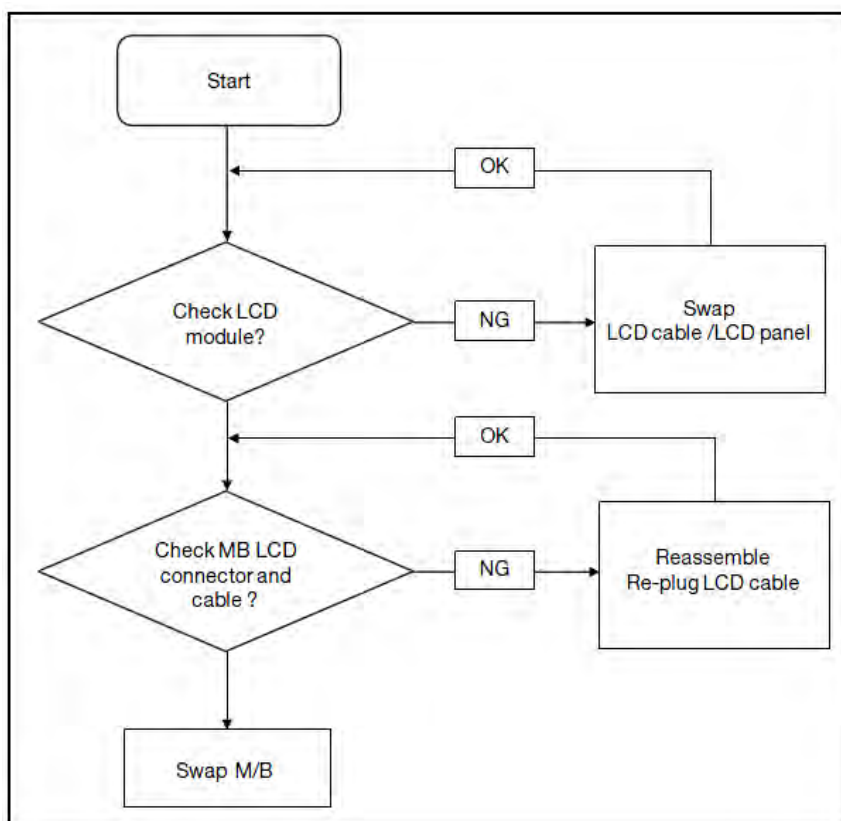 Start
OK
Check LCD
module?
NG
Swap
LCD cable /LCD panel
OK
Check MB LCD
connector and
cable ?
NG
Reassemble
Re-plug LCD cable
Swap M/B